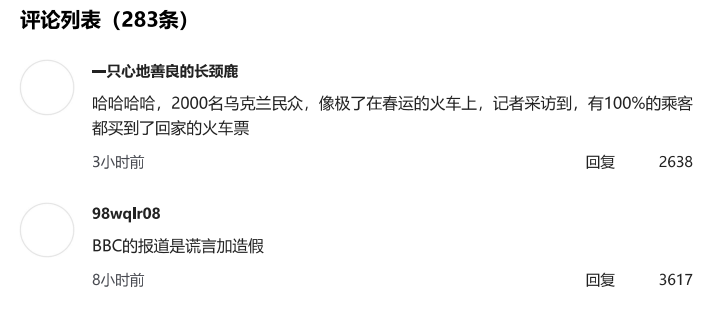 评论列表（283条）
一只心地善良的长颈鹿
哈哈哈哈，2000名乌克兰民众，像极了在春运的火车上，记者采访到，有100%的乘客
都买到了回家的火车票
3小时前 回复 2638
98wqlr08
BBC的报道是谎言加造假
8小时前 回复 3617